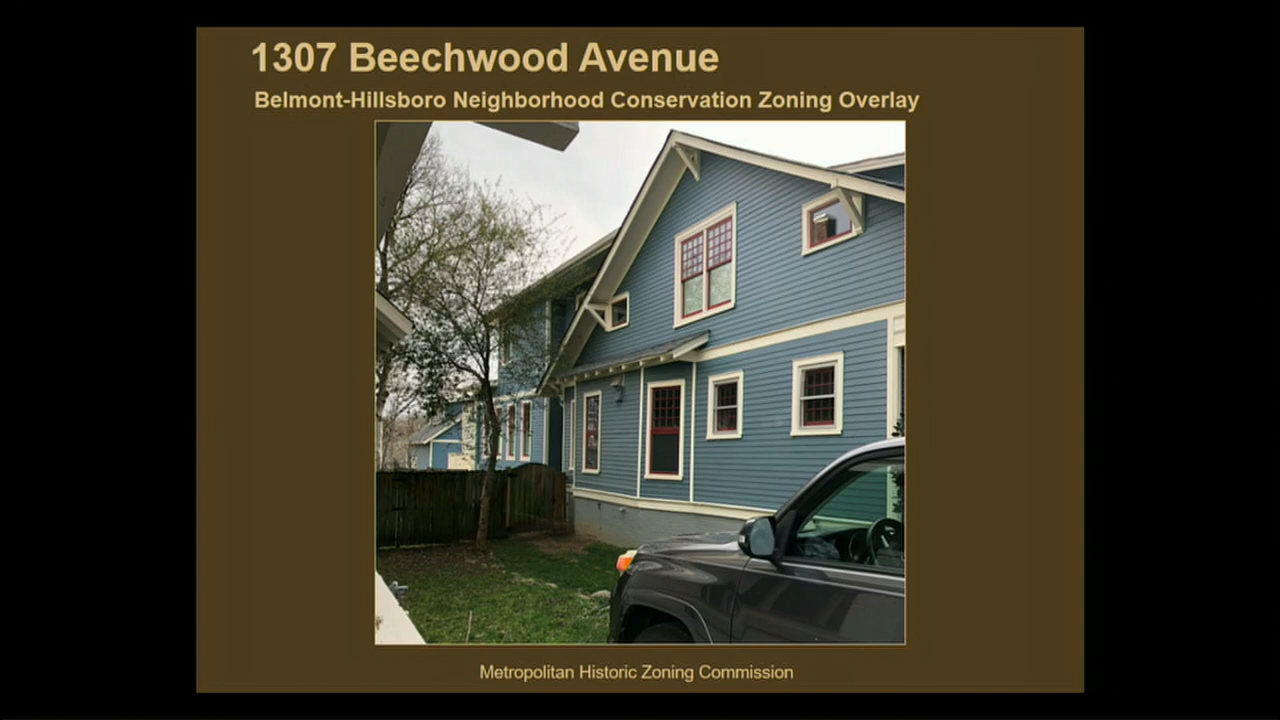 1307 Beechwood Avenue
Belmont-Hillsboro Neighborhood Conservation Zoning Overlay
Metropolitan Historic Zoning Commission